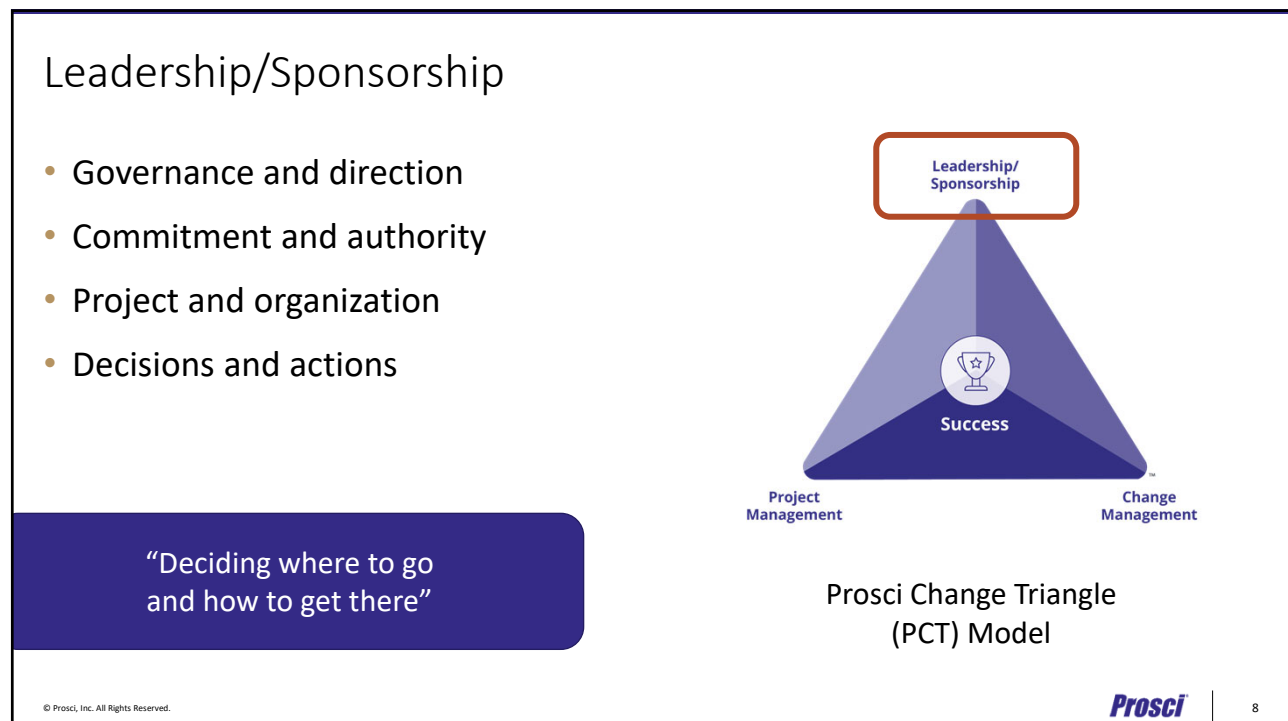 Leadership/Sponsorship
• Governance and direction
• Commitment and authority
• Project and organization
• Decisions and actions
“Deciding where to go
and how to get there”
Leadership/
Sponsorship
Success
TM
Project
Management
Change
Management
Prosci Change Triangle
(PCT) Model
© Prosci, Inc. All Rights Reserved.
Prosci
8